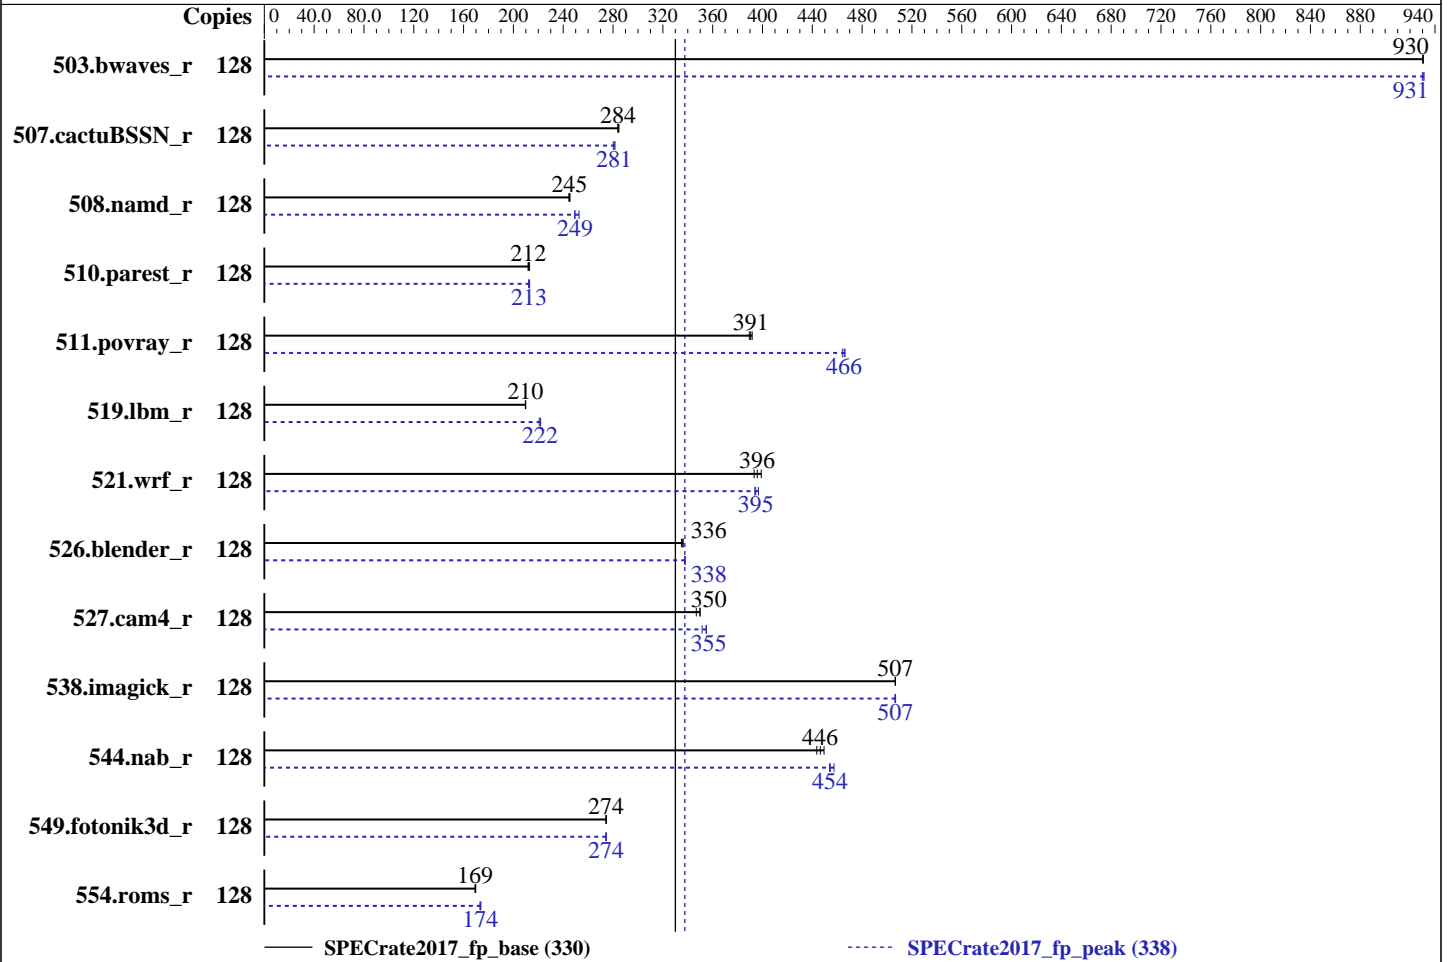 Copies 0 40.0 80.0 120 160 200 240 280 320 360 400 440 480 520 560 600 640 680 720 760 800 840 880 940
930
503.bwaves_r 128
931
284
507.cactuBSSN_r 128
281
245
508.namd_r 128
249
212
510.parest_r 128
213
391
511.povray_r 128
466
210
519.lbm_r 128
222
396
521.wrf_r 128
395
336
526.blender_r 128
338
350
527.cam4_r 128
355
507
538.imagick_r 128
507
446
544.nab_r 128
454
274
549.fotonik3d_r 128
274
169
554.roms_r 128
174
SPECrate2017_fp_base (330) SPECrate2017_fp_peak (338)